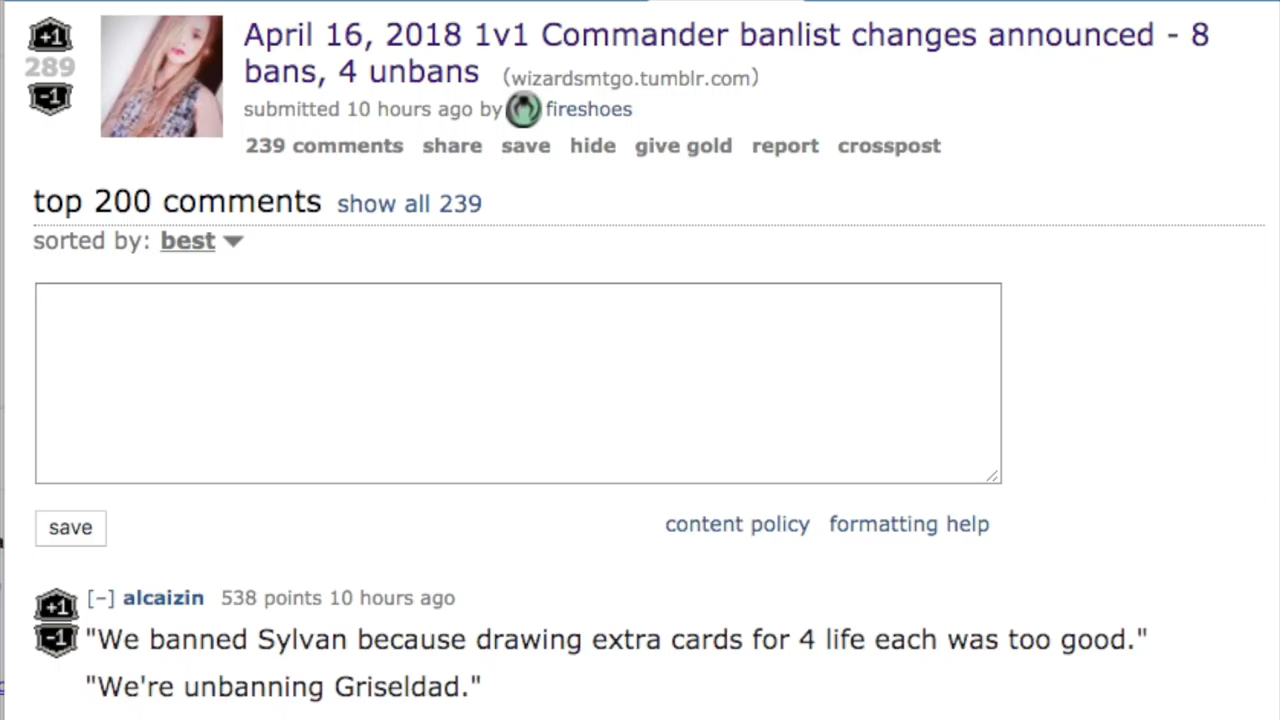 +1
289
-1
April 16, 2018 1v1 Commander banlist changes announced - 8
bans, 4 unbans (wizardsmtgo.tumblr.com)
submitted 10 hours ago by fireshoes
239 comments share save hide give gold report crosspost
top 200 comments show all 239
sorted by: best
save
content policy formatting help
+1
-1
[-] alcaizin 538 points 10 hours ago
"We banned Sylvan because drawing extra cards for 4 life each was too good."
"We're unbanning Griseldad."